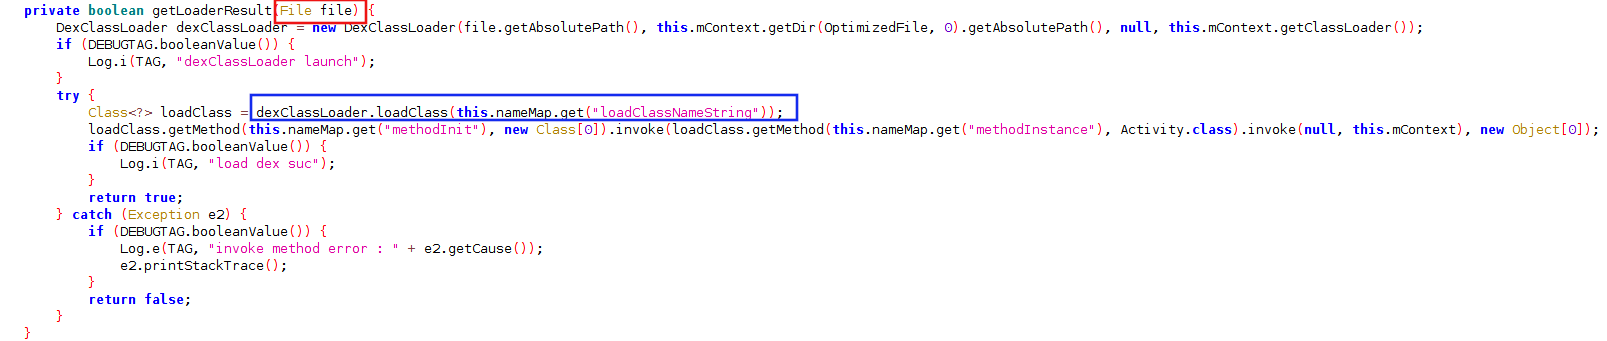 private boolean getLoaderResult(File file) {
    DexClassLoader dexClassLoader = new DexClassLoader(file.getAbsolutePath(), this.mContext.getDir(OptimizedFile, 0).getAbsolutePath(), null, this.mContext.getClassLoader());
    if (DEBUGTAG.booleanValue()) {
        Log.i(TAG, "dexClassLoader launch");
    }
    try {
        Class<?> loadClass = dexClassLoader.loadClass(this.nameMap.get("loadClassNameString"));
        loadClass.getMethod(this.nameMap.get("methodInit"), new Class[0]).invoke(loadClass.getMethod(this.nameMap.get("methodInstance"), Activity.class).invoke(null, this.mContext), new Object[0]);
        if (DEBUGTAG.booleanValue()) {
            Log.i(TAG, "load dex suc");
        }
        return true;
    } catch (Exception e2) {
        if (DEBUGTAG.booleanValue()) {
            Log.e(TAG, "invoke method error : " + e2.getCause());
            e2.printStackTrace();
        }
        return false;
    }
}